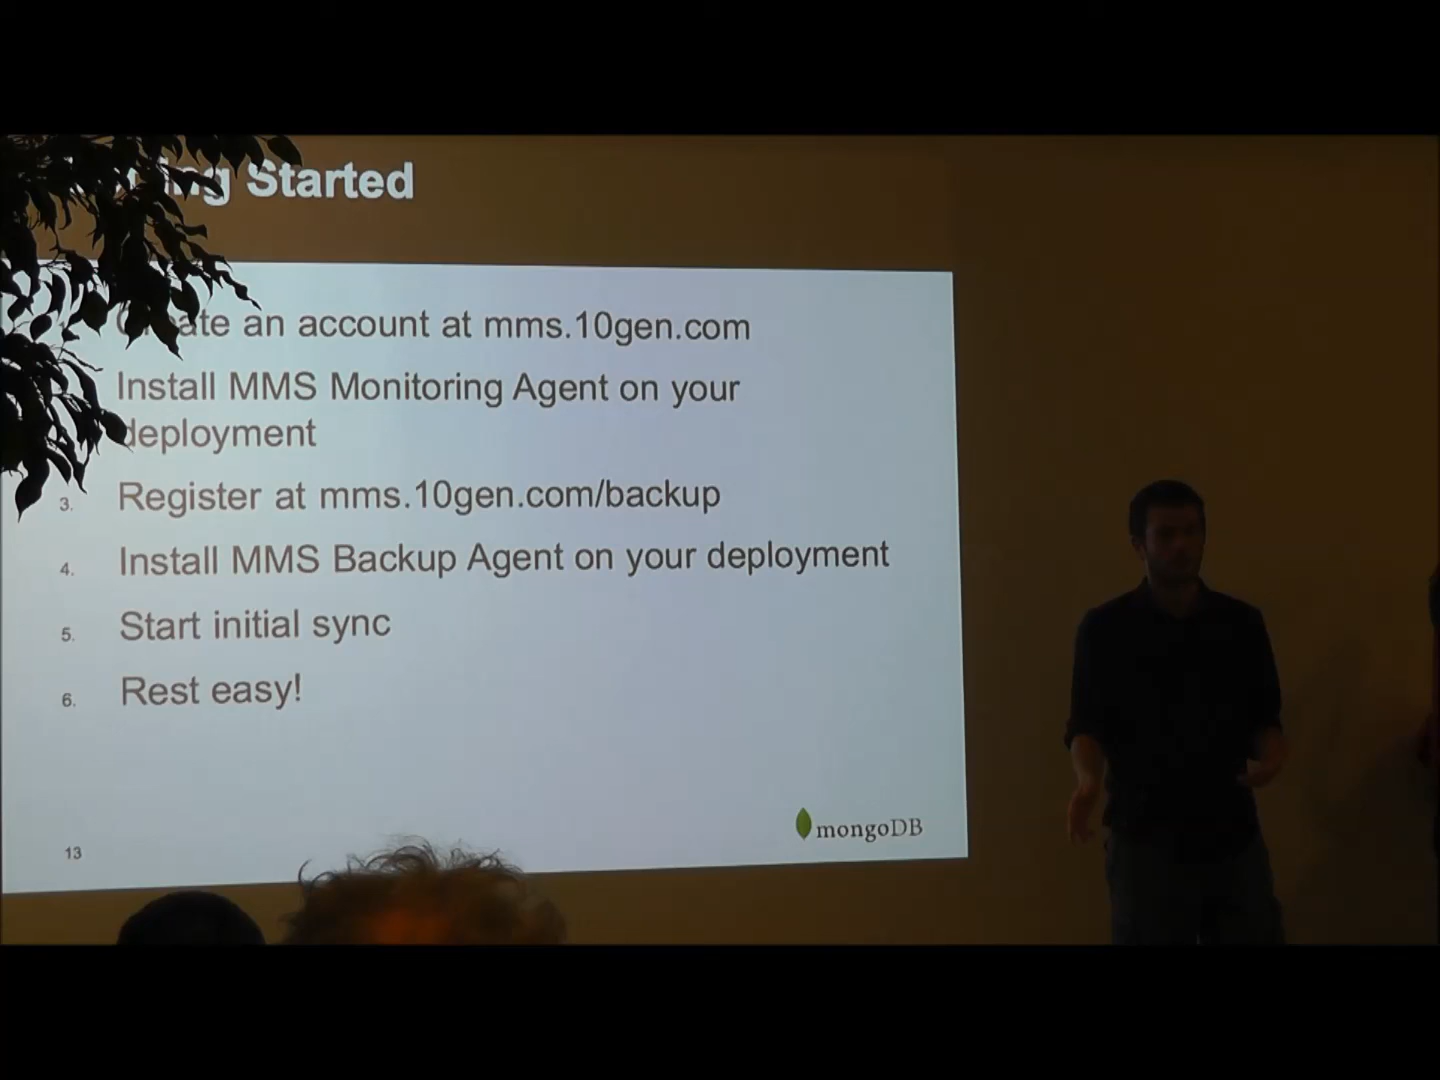 Started
an account at mms.10gen.com
Install MMS Monitoring Agent on your
deployment
3. Register at mms.10gen.com/backup
4. Install MMS Backup Agent on your deployment
5. Start initial sync
6. Rest easy!
mongoDB
13